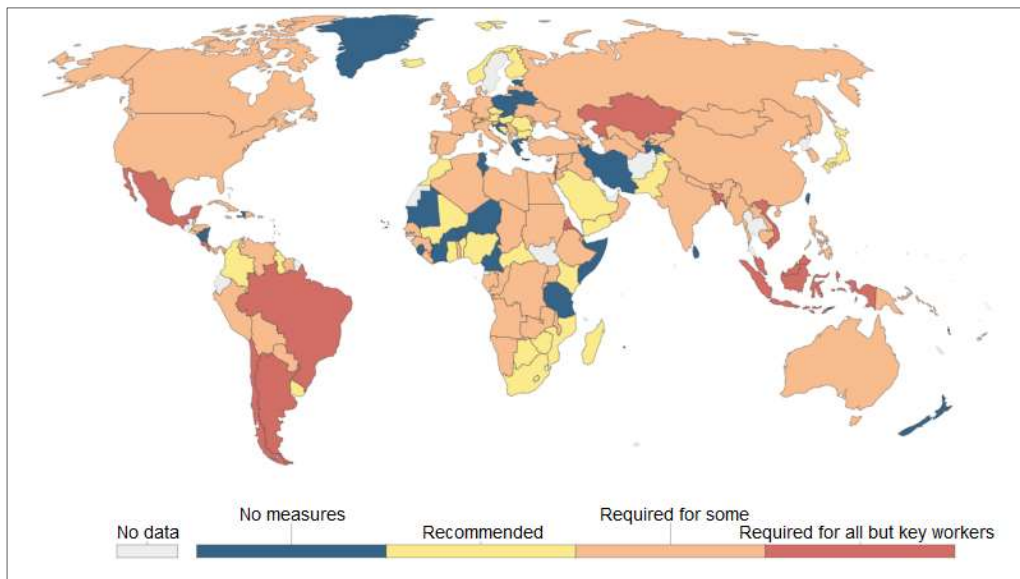 No data
No measures
Recommended
Required for some
Required for all but key workers